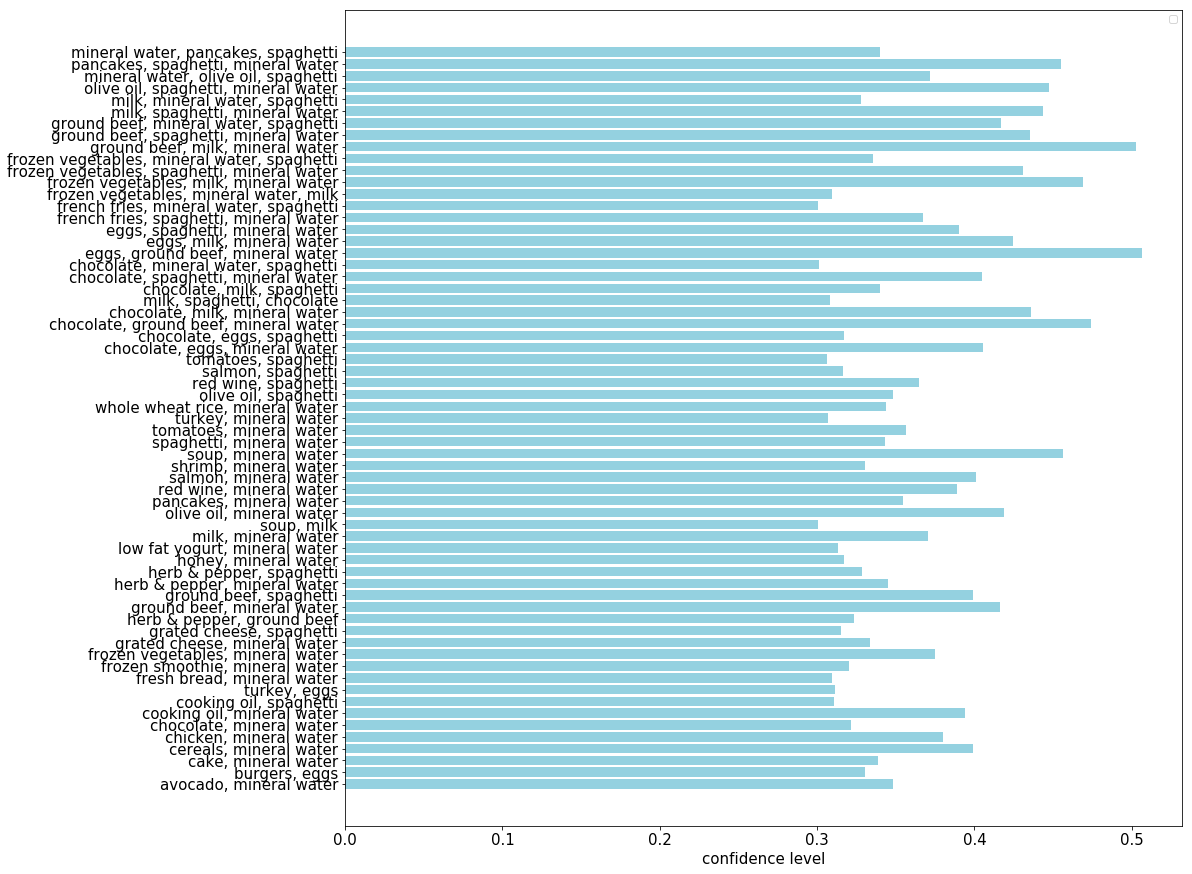 mineral water, pancakes, spaghetti
pancakes, spaghetti, mineral water
mineral water, olive oil, spaghetti
olive oil, spaghetti, mineral water
milk, mineral water, spaghetti
milk, spaghetti, mineral water
ground beef, mineral water, spaghetti
ground beef, spaghetti, mineral water
ground beef, milk, mineral water
frozen vegetables, mineral water, spaghetti
frozen vegetables, spaghetti, mineral water
frozen vegetables, milk, mineral water
frozen vegetables, mineral water, milk
french fries, mineral water, spaghetti
french fries, spaghetti, mineral water
eggs, spaghetti, mineral water
eggs, milk, mineral water
eggs, ground beef, mineral water
chocolate, mineral water, spaghetti
chocolate, spaghetti, mineral water
chocolate, milk, spaghetti
milk, spaghetti, chocolate
chocolate, milk, mineral water
chocolate, ground beef, mineral water
chocolate, eggs, spaghetti
chocolate, eggs, mineral water
tomatoes, spaghetti
salmon, spaghetti
red wine, spaghetti
olive oil, spaghetti
whole wheat rice, mineral water
turkey, mineral water
tomatoes, mineral water
spaghetti, mineral water
soup, mineral water
shrimp, mineral water
salmon, mineral water
red wine, mineral water
pancakes, mineral water
olive oil, mineral water
soup, milk
milk, mineral water
low fat yogurt, mineral water
honey, mineral water
herb & pepper, spaghetti
herb & pepper, mineral water
ground beef, spaghetti
ground beef, mineral water
herb & pepper, ground beef
grated cheese, spaghetti
grated cheese, mineral water
frozen vegetables, mineral water
frozen smoothie, mineral water
fresh bread, mineral water
turkey, eggs
cooking oil, spaghetti
cooking oil, mineral water
chocolate, mineral water
chicken, mineral water
cereals, mineral water
cake, mineral water
burgers, eggs
avocado, mineral water
0.0 0.1 0.2 0.3 0.4 0.5
confidence level